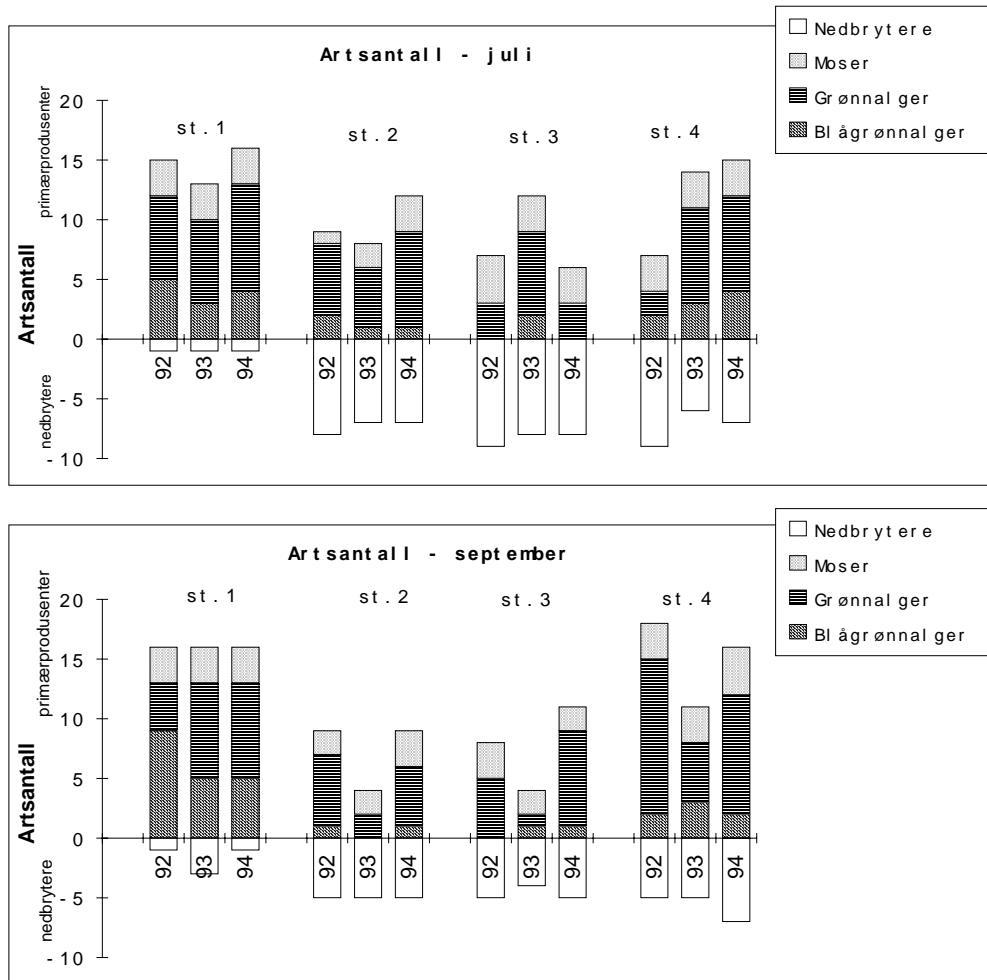 Artsantall - juli
Nedbrytere
Moser
Grønnalger
Blågrønnalger
Artsantall
primærprodusenter
nedbrytere
20
15
10
5
0
- 5
- 10
st. 1
st. 2
st. 3
st. 4
92 93 94 92 93 94 92 93 94 92 93 94
Artsantall - september
Nedbrytere
Moser
Grønnalger
Blågrønnalger
Artsantall
primærprodusenter
nedbrytere
20
15
10
5
0
- 5
- 10
st. 1
st. 2
st. 3
st. 4
92 93 94 92 93 94 92 93 94 92 93 94